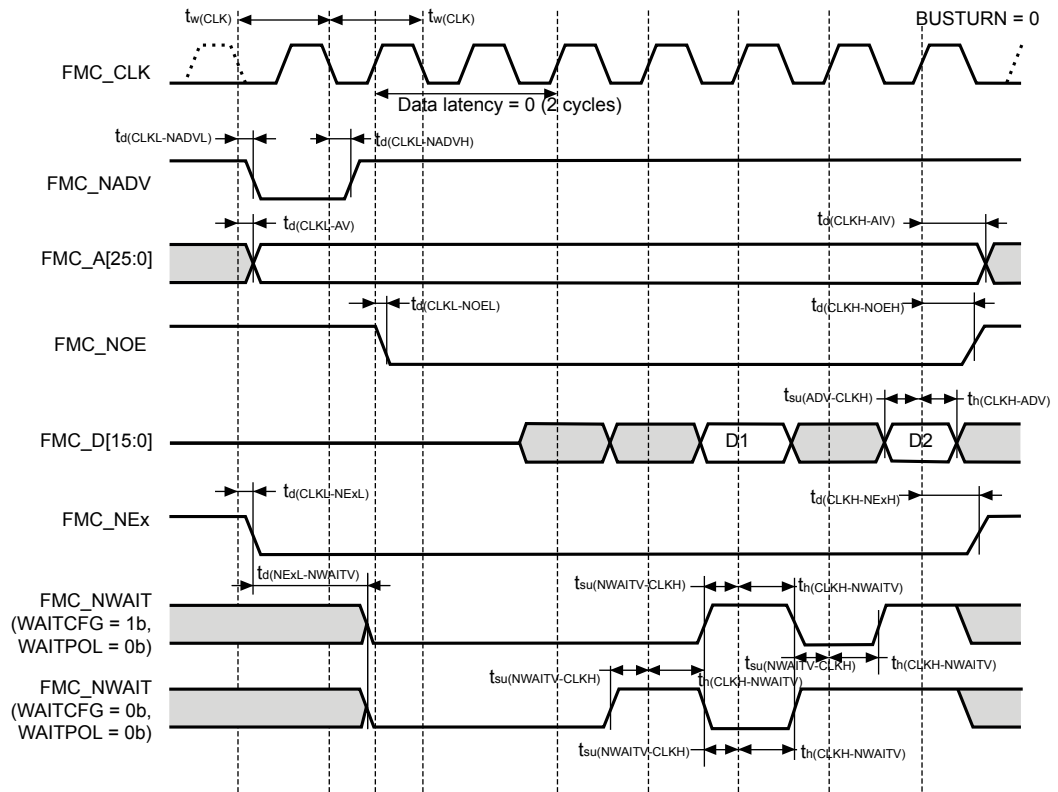 tw(CLK) tw(CLK) BUSTURN = 0
FMC_CLK
Data latency = 0 (2 cycles)
td(CLKL-NADVL) td(CLKL-NADVH)
FMC_NADV
td(CLKL-AV) td(CLKH-AIV)
FMC_A[25:0]
td(CLKL-NOEL) td(CLKH-NOEH)
FMC_NOE
tsu(ADV-CLKH) th(CLKH-ADV)
FMC_D[15:0] D1 D2
td(CLKL-NExL) td(CLKH-NExH)
FMC_NEx
td(NExL-NWAITV) tsu(NWAITV-CLKH) th(CLKH-NWAITV)
FMC_NWAIT
(WAITCFG = 1b,
WAITPOL = 0b)
tsu(NWAITV-CLKH) th(CLKH-NWAITV)
tsu(NWAITV-CLKH) th(CLKH-NWAITV)
FMC_NWAIT
(WAITCFG = 0b,
WAITPOL = 0b)
tsu(NWAITV-CLKH) th(CLKH-NWAITV)